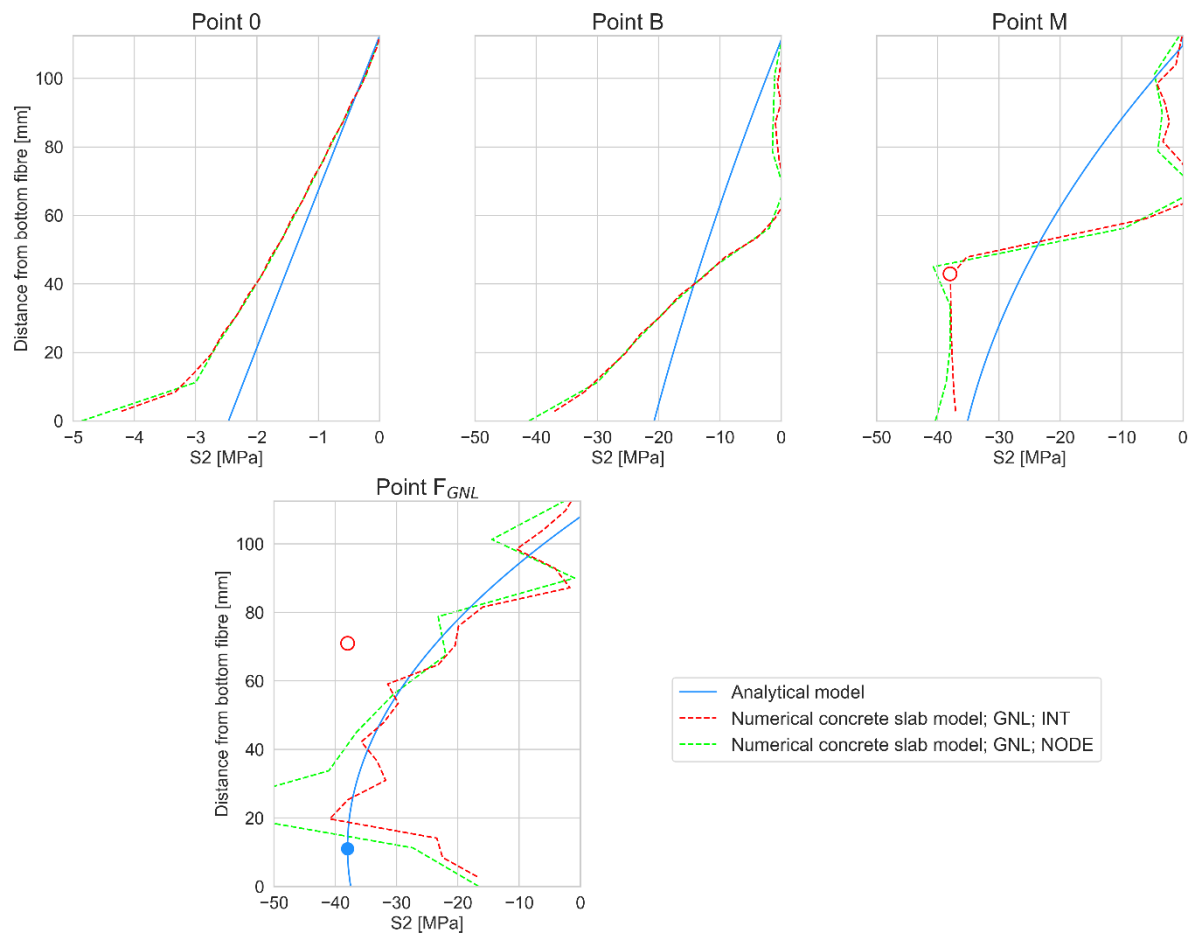 Point 0
Point B
Point M
Distance from bottom fibre [mm]
100
80
60
40
20
0
−5
−4
−3
−2
−1
0
S2 [MPa]
−50
−40
−30
−20
−10
0
S2 [MPa]
−50
−40
−30
−20
−10
0
S2 [MPa]
Point F_GNL
Distance from bottom fibre [mm]
100
80
60
40
20
0
−50
−40
−30
−20
−10
0
S2 [MPa]
Analytical model
Numerical concrete slab model; GNL; INT
Numerical concrete slab model; GNL; NODE